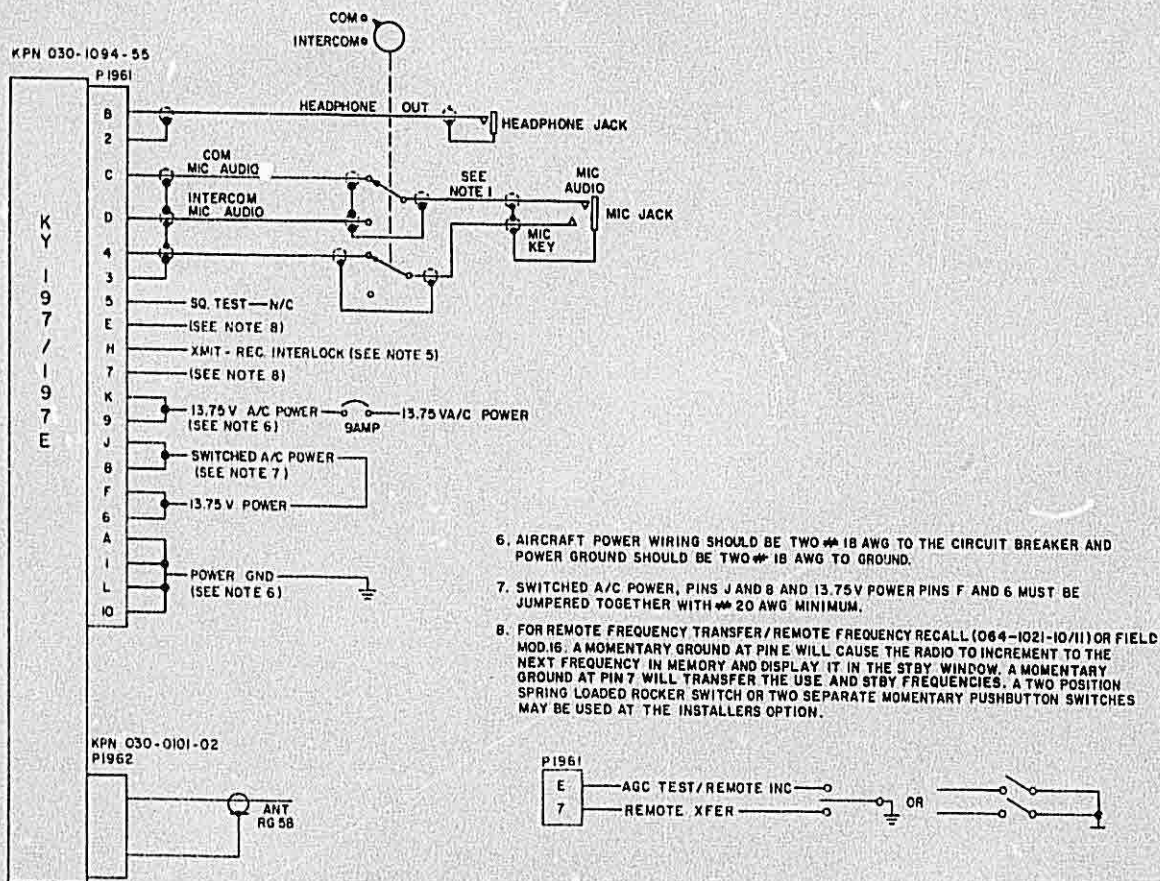 COM
INTERCOM
KPN 030-1094-55
P1961
KY 197/197E
B
2
C
D
4
3
5
E
H
7
K
9
J
8
F
6
A
1
L
10
HEADPHONE OUT
HEADPHONE JACK
COM
MIC AUDIO
INTERCOM
MIC AUDIO
SEE
NOTE 1
MIC
AUDIO
MIC JACK
MIC
KEY
SQ. TEST — N/C
(SEE NOTE 8)
XMIT - REC. INTERLOCK (SEE NOTE 5)
(SEE NOTE 8)
13.75 V A/C POWER
(SEE NOTE 6)
9AMP
13.75 VA/C POWER
SWITCHED A/C POWER
(SEE NOTE 7)
13.75 V POWER
POWER GND
(SEE NOTE 6)
6. AIRCRAFT POWER WIRING SHOULD BE TWO # 18 AWG TO THE CIRCUIT BREAKER AND
POWER GROUND SHOULD BE TWO # 18 AWG TO GROUND.
7. SWITCHED A/C POWER, PINS J AND 8 AND 13.75V POWER PINS F AND 6 MUST BE
JUMPERED TOGETHER WITH # 20 AWG MINIMUM.
8. FOR REMOTE FREQUENCY TRANSFER/REMOTE FREQUENCY RECALL (064-1021-10/11) OR FIELD
MOD.16. A MOMENTARY GROUND AT PIN E WILL CAUSE THE RADIO TO INCREMENT TO THE
NEXT FREQUENCY IN MEMORY AND DISPLAY IT IN THE STBY WINDOW. A MOMENTARY
GROUND AT PIN 7 WILL TRANSFER THE USE AND STBY FREQUENCIES. A TWO POSITION
SPRING LOADED ROCKER SWITCH OR TWO SEPARATE MOMENTARY PUSHBUTTON SWITCHES
MAY BE USED AT THE INSTALLERS OPTION.
KPN 030-0101-02
P1962
ANT
RG 58
P1961
E
7
AGC TEST/REMOTE INC
REMOTE XFER
OR